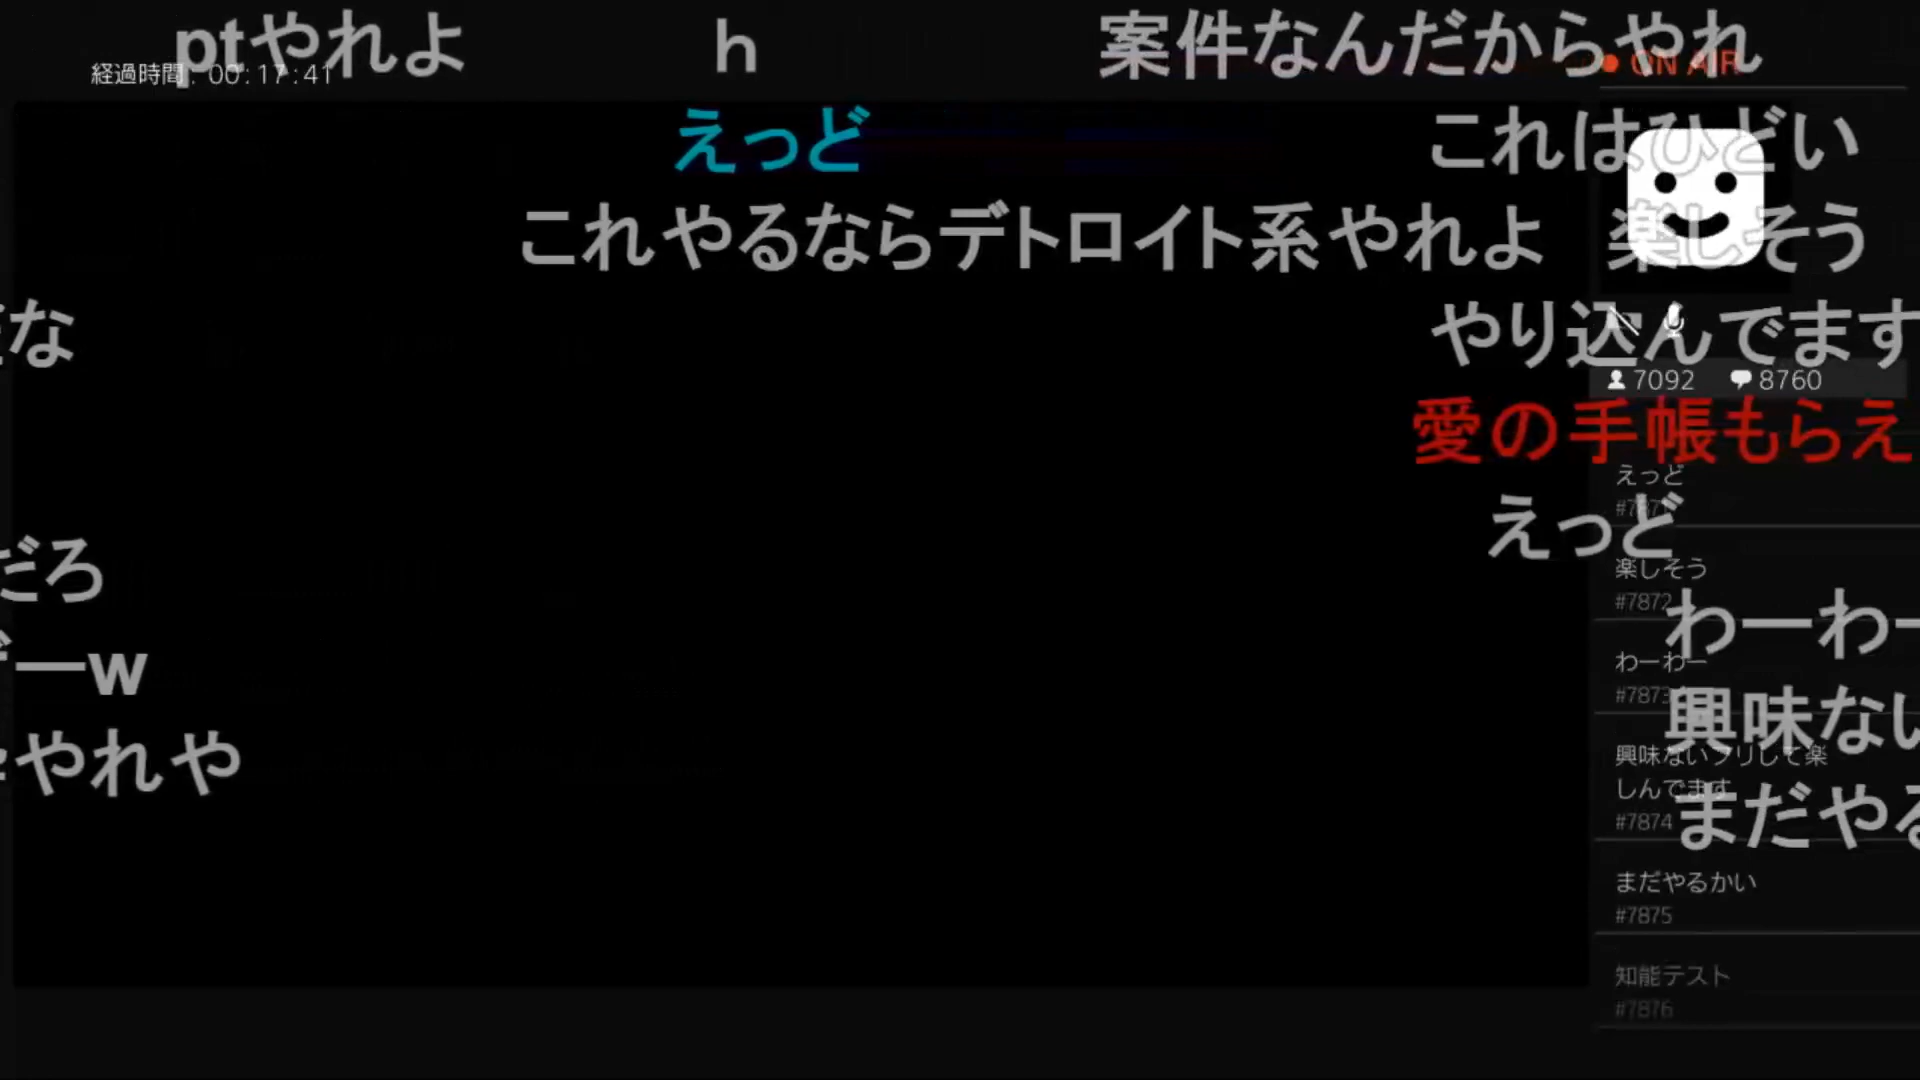 ptやれよ
h
案件なんだからやれ
経過時間: 00:17:41
ON AIR
えっど
これはひどい
これやるならデトロイト系やれよ
楽しそう
な
やり込んでます
7092
8760
愛の手帳もらえ
えっど
えっど
楽しそう
#7872
だろ
わーわー
わーわー
#7873
ーw
興味ない
興味ないフリして楽
しんでます
#7874
やれや
まだやる
まだやるかい
#7875
知能テスト
#7876